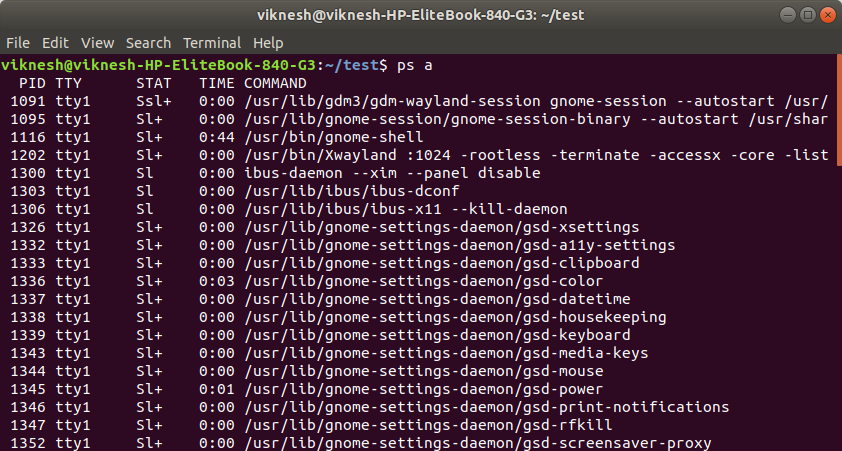 viknesh@viknesh-HP-EliteBook-840-G3: ~/test
File Edit View Search Terminal Help
viknesh@viknesh-HP-EliteBook-840-G3:~/test$ ps a
  PID TTY      STAT   TIME COMMAND
 1091 tty1     Ssl+   0:00 /usr/lib/gdm3/gdm-wayland-session gnome-session --autostart /usr/
 1095 tty1     Sl+    0:00 /usr/lib/gnome-session/gnome-session-binary --autostart /usr/shar
 1116 tty1     Sl+    0:44 /usr/bin/gnome-shell
 1202 tty1     Sl+    0:00 /usr/bin/Xwayland :1024 -rootless -terminate -accessx -core -list
 1300 tty1     Sl     0:00 ibus-daemon --xim --panel disable
 1303 tty1     Sl     0:00 /usr/lib/ibus/ibus-dconf
 1306 tty1     Sl     0:00 /usr/lib/ibus/ibus-x11 --kill-daemon
 1326 tty1     Sl+    0:00 /usr/lib/gnome-settings-daemon/gsd-xsettings
 1332 tty1     Sl+    0:00 /usr/lib/gnome-settings-daemon/gsd-a11y-settings
 1333 tty1     Sl+    0:00 /usr/lib/gnome-settings-daemon/gsd-clipboard
 1336 tty1     Sl+    0:03 /usr/lib/gnome-settings-daemon/gsd-color
 1337 tty1     Sl+    0:00 /usr/lib/gnome-settings-daemon/gsd-datetime
 1338 tty1     Sl+    0:00 /usr/lib/gnome-settings-daemon/gsd-housekeeping
 1339 tty1     Sl+    0:00 /usr/lib/gnome-settings-daemon/gsd-keyboard
 1343 tty1     Sl+    0:00 /usr/lib/gnome-settings-daemon/gsd-media-keys
 1344 tty1     Sl+    0:00 /usr/lib/gnome-settings-daemon/gsd-mouse
 1345 tty1     Sl+    0:01 /usr/lib/gnome-settings-daemon/gsd-power
 1346 tty1     Sl+    0:00 /usr/lib/gnome-settings-daemon/gsd-print-notifications
 1347 tty1     Sl+    0:00 /usr/lib/gnome-settings-daemon/gsd-rfkill
 1352 tty1     Sl+    0:00 /usr/lib/gnome-settings-daemon/gsd-screensaver-proxy